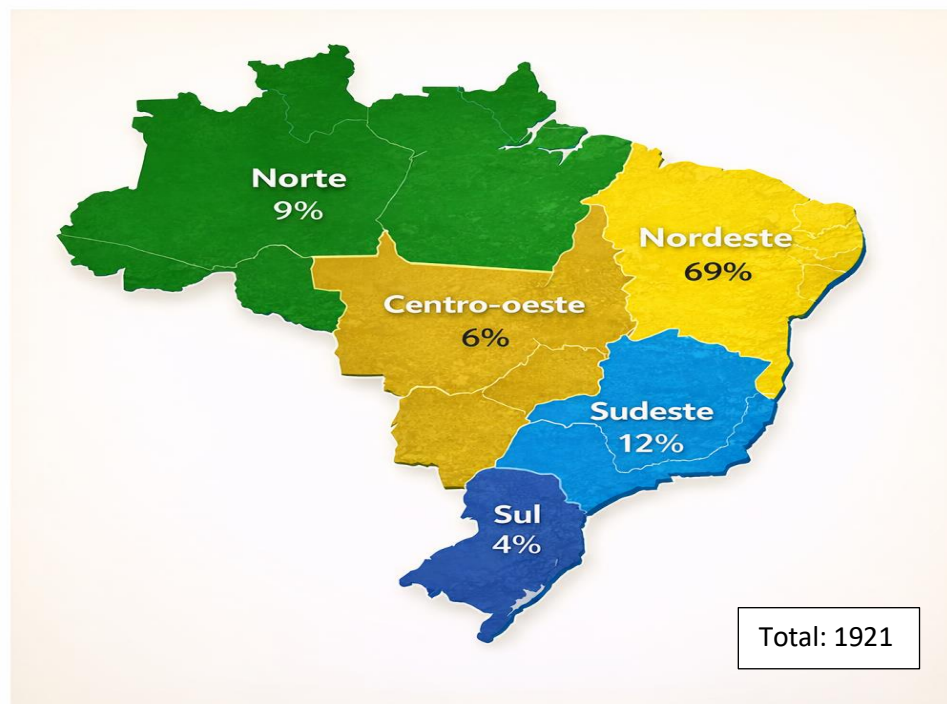 Norte
9%
Nordeste
69%
Centro-oeste
6%
Sudeste
12%
Sul
4%
Total: 1921